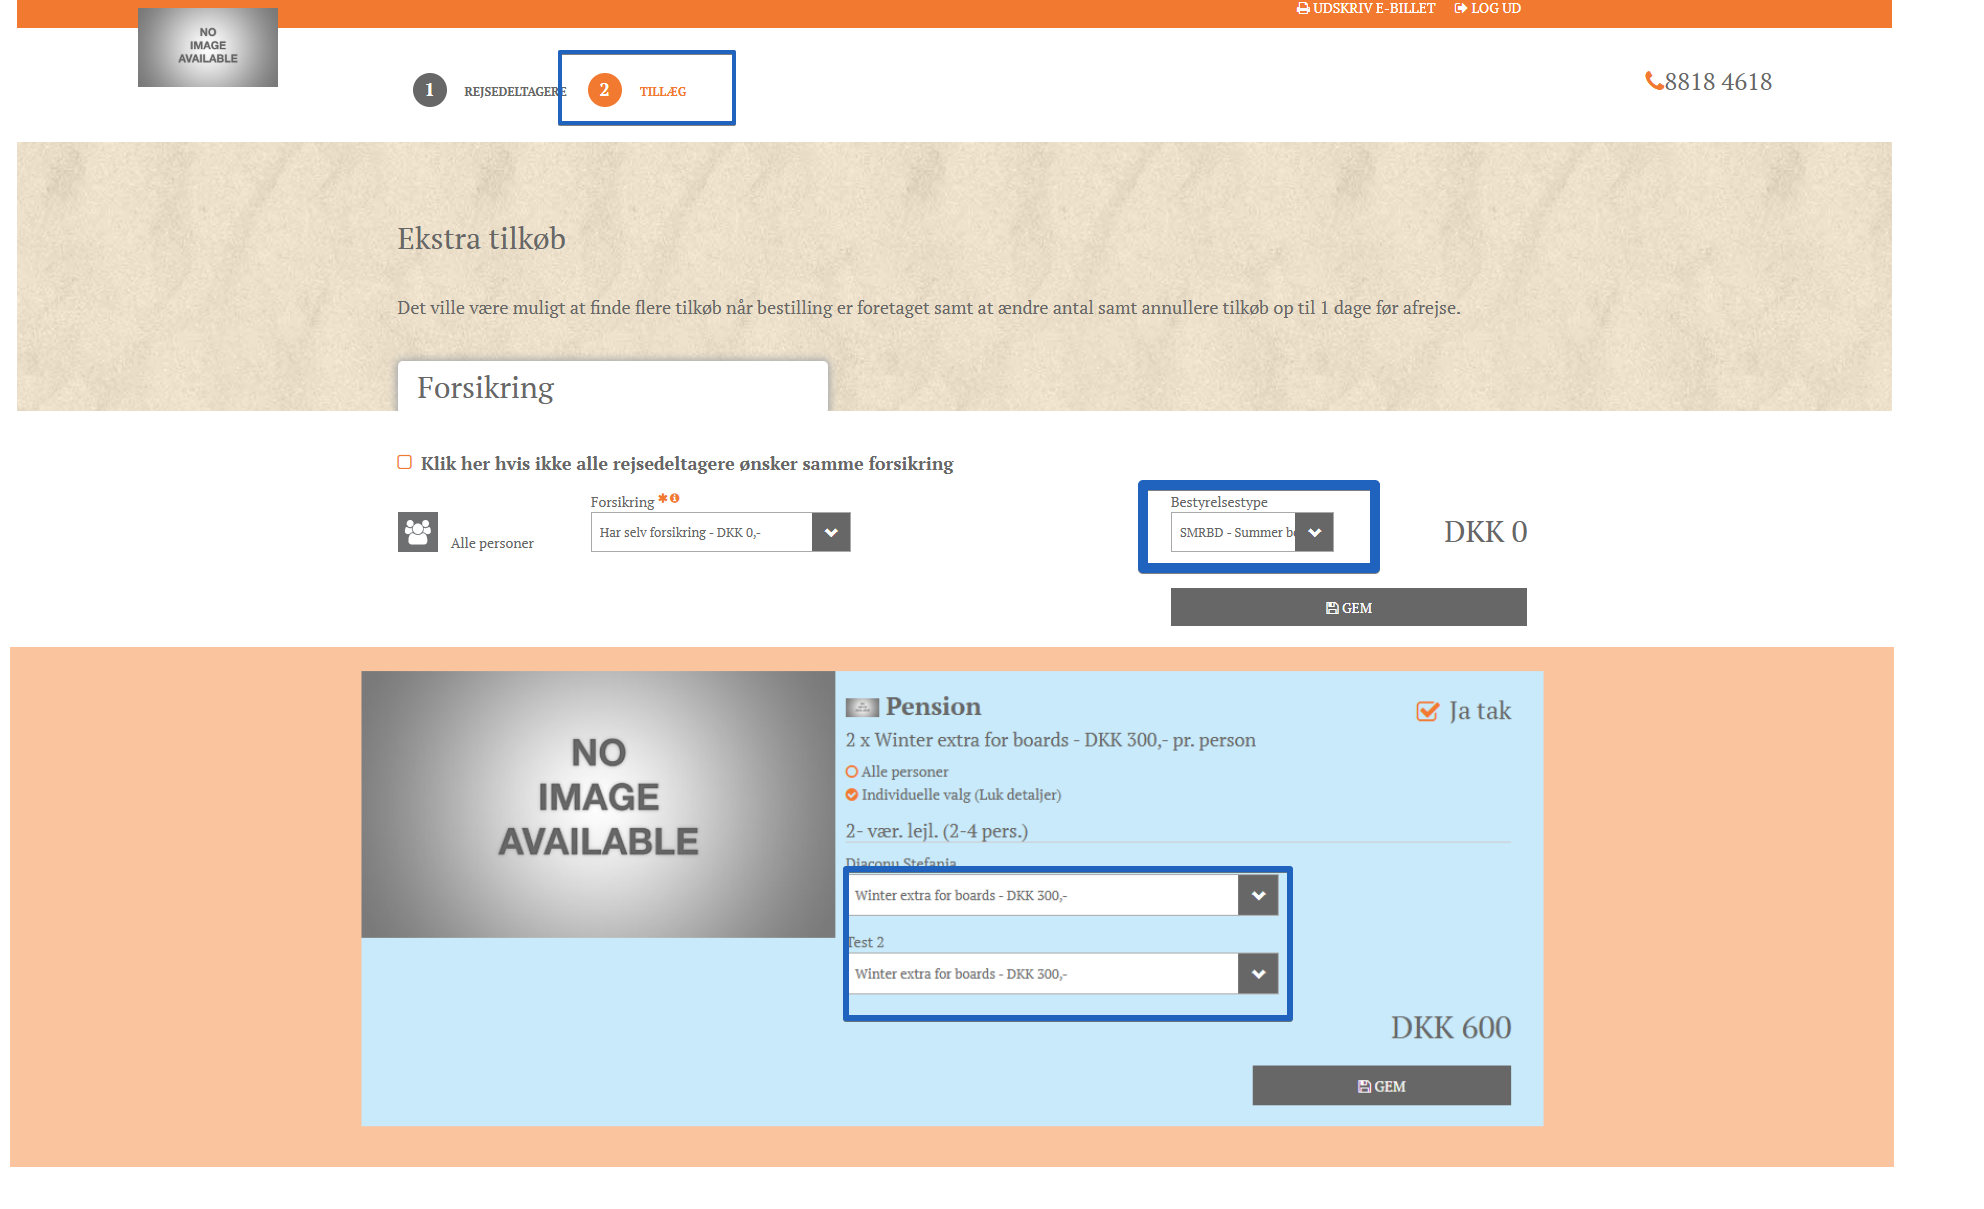 UDSKRIV E-BILLET LOG UD
NO
IMAGE
AVAILABLE
1 REJSEDELTAGERE 2 TILLÆG
8818 4618
Ekstra tilkøb
Det ville være muligt at finde flere tilkøb når bestilling er foretaget samt at ændre antal samt annullere tilkøb op til 1 dage før afrejse.
Forsikring
Klik her hvis ikke alle rejsedeltagere ønsker samme forsikring
Forsikring *
Bestyrelsestype
Alle personer
Har selv forsikring - DKK 0,-
SMRBD - Summer b
DKK 0
GEM
NO
IMAGE
AVAILABLE
Pension
Ja tak
2 x Winter extra for boards - DKK 300,- pr. person
Alle personer
Individuelle valg (Luk detaljer)
2- vær. lejl. (2-4 pers.)
Diaconu Stefania
Winter extra for boards - DKK 300,-
Test 2
Winter extra for boards - DKK 300,-
DKK 600
GEM